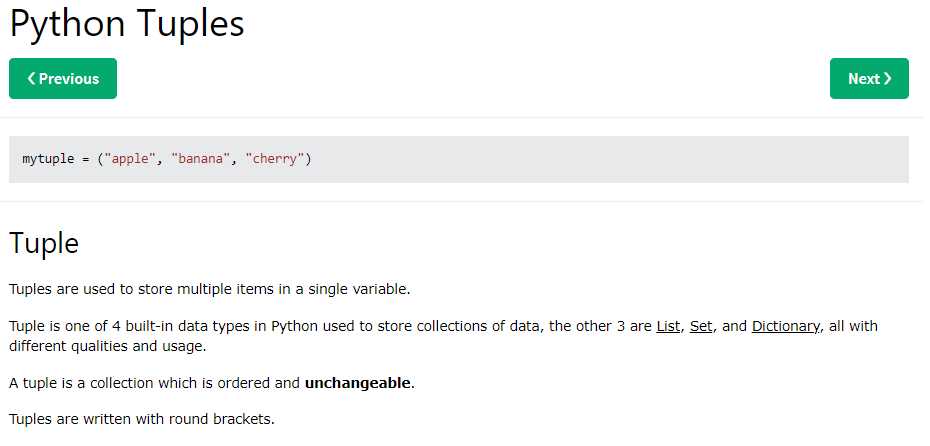 Python Tuples
❮ Previous
Next ❯
mytuple = ("apple", "banana", "cherry")
Tuple
Tuples are used to store multiple items in a single variable.
Tuple is one of 4 built-in data types in Python used to store collections of data, the other 3 are List, Set, and Dictionary, all with
different qualities and usage.
A tuple is a collection which is ordered and unchangeable.
Tuples are written with round brackets.